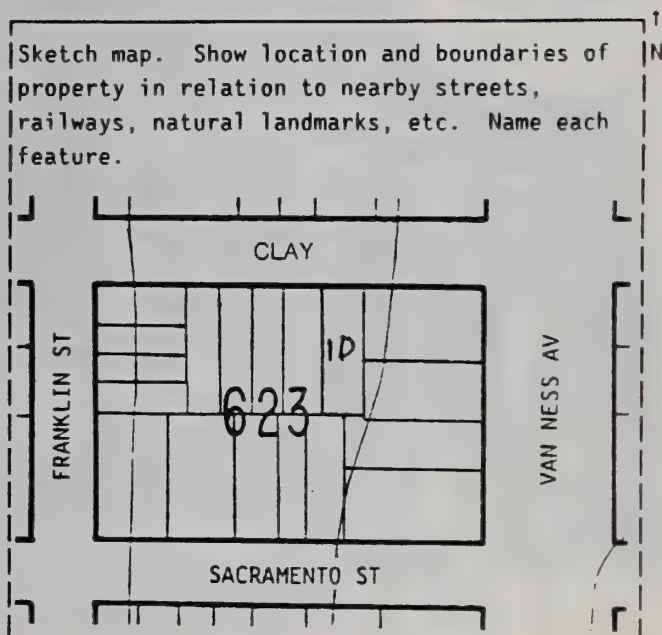 ↑
Sketch map. Show location and boundaries of
N
property in relation to nearby streets,
railways, natural landmarks, etc. Name each
feature.
CLAY
FRANKLIN ST
1D
VAN NESS AV
623
SACRAMENTO ST